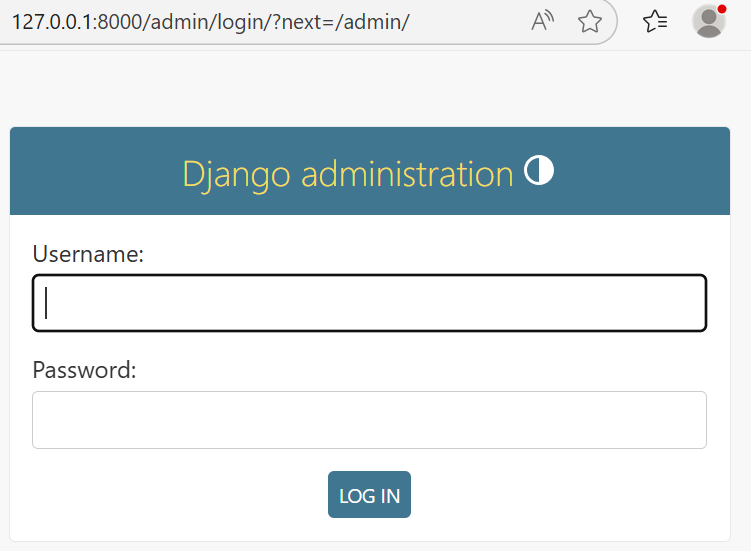 127.0.0.1:8000/admin/login/?next=/admin/
Django administration
Username:
Password:
LOG IN